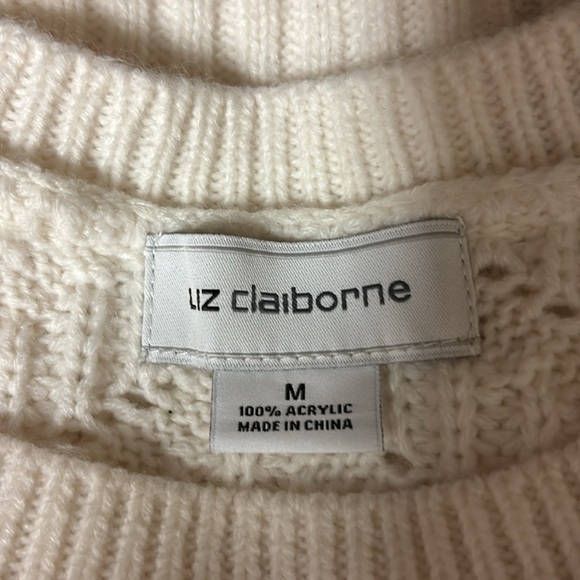 LIZ claiborne
M
100% ACRYLIC
MADE IN CHINA